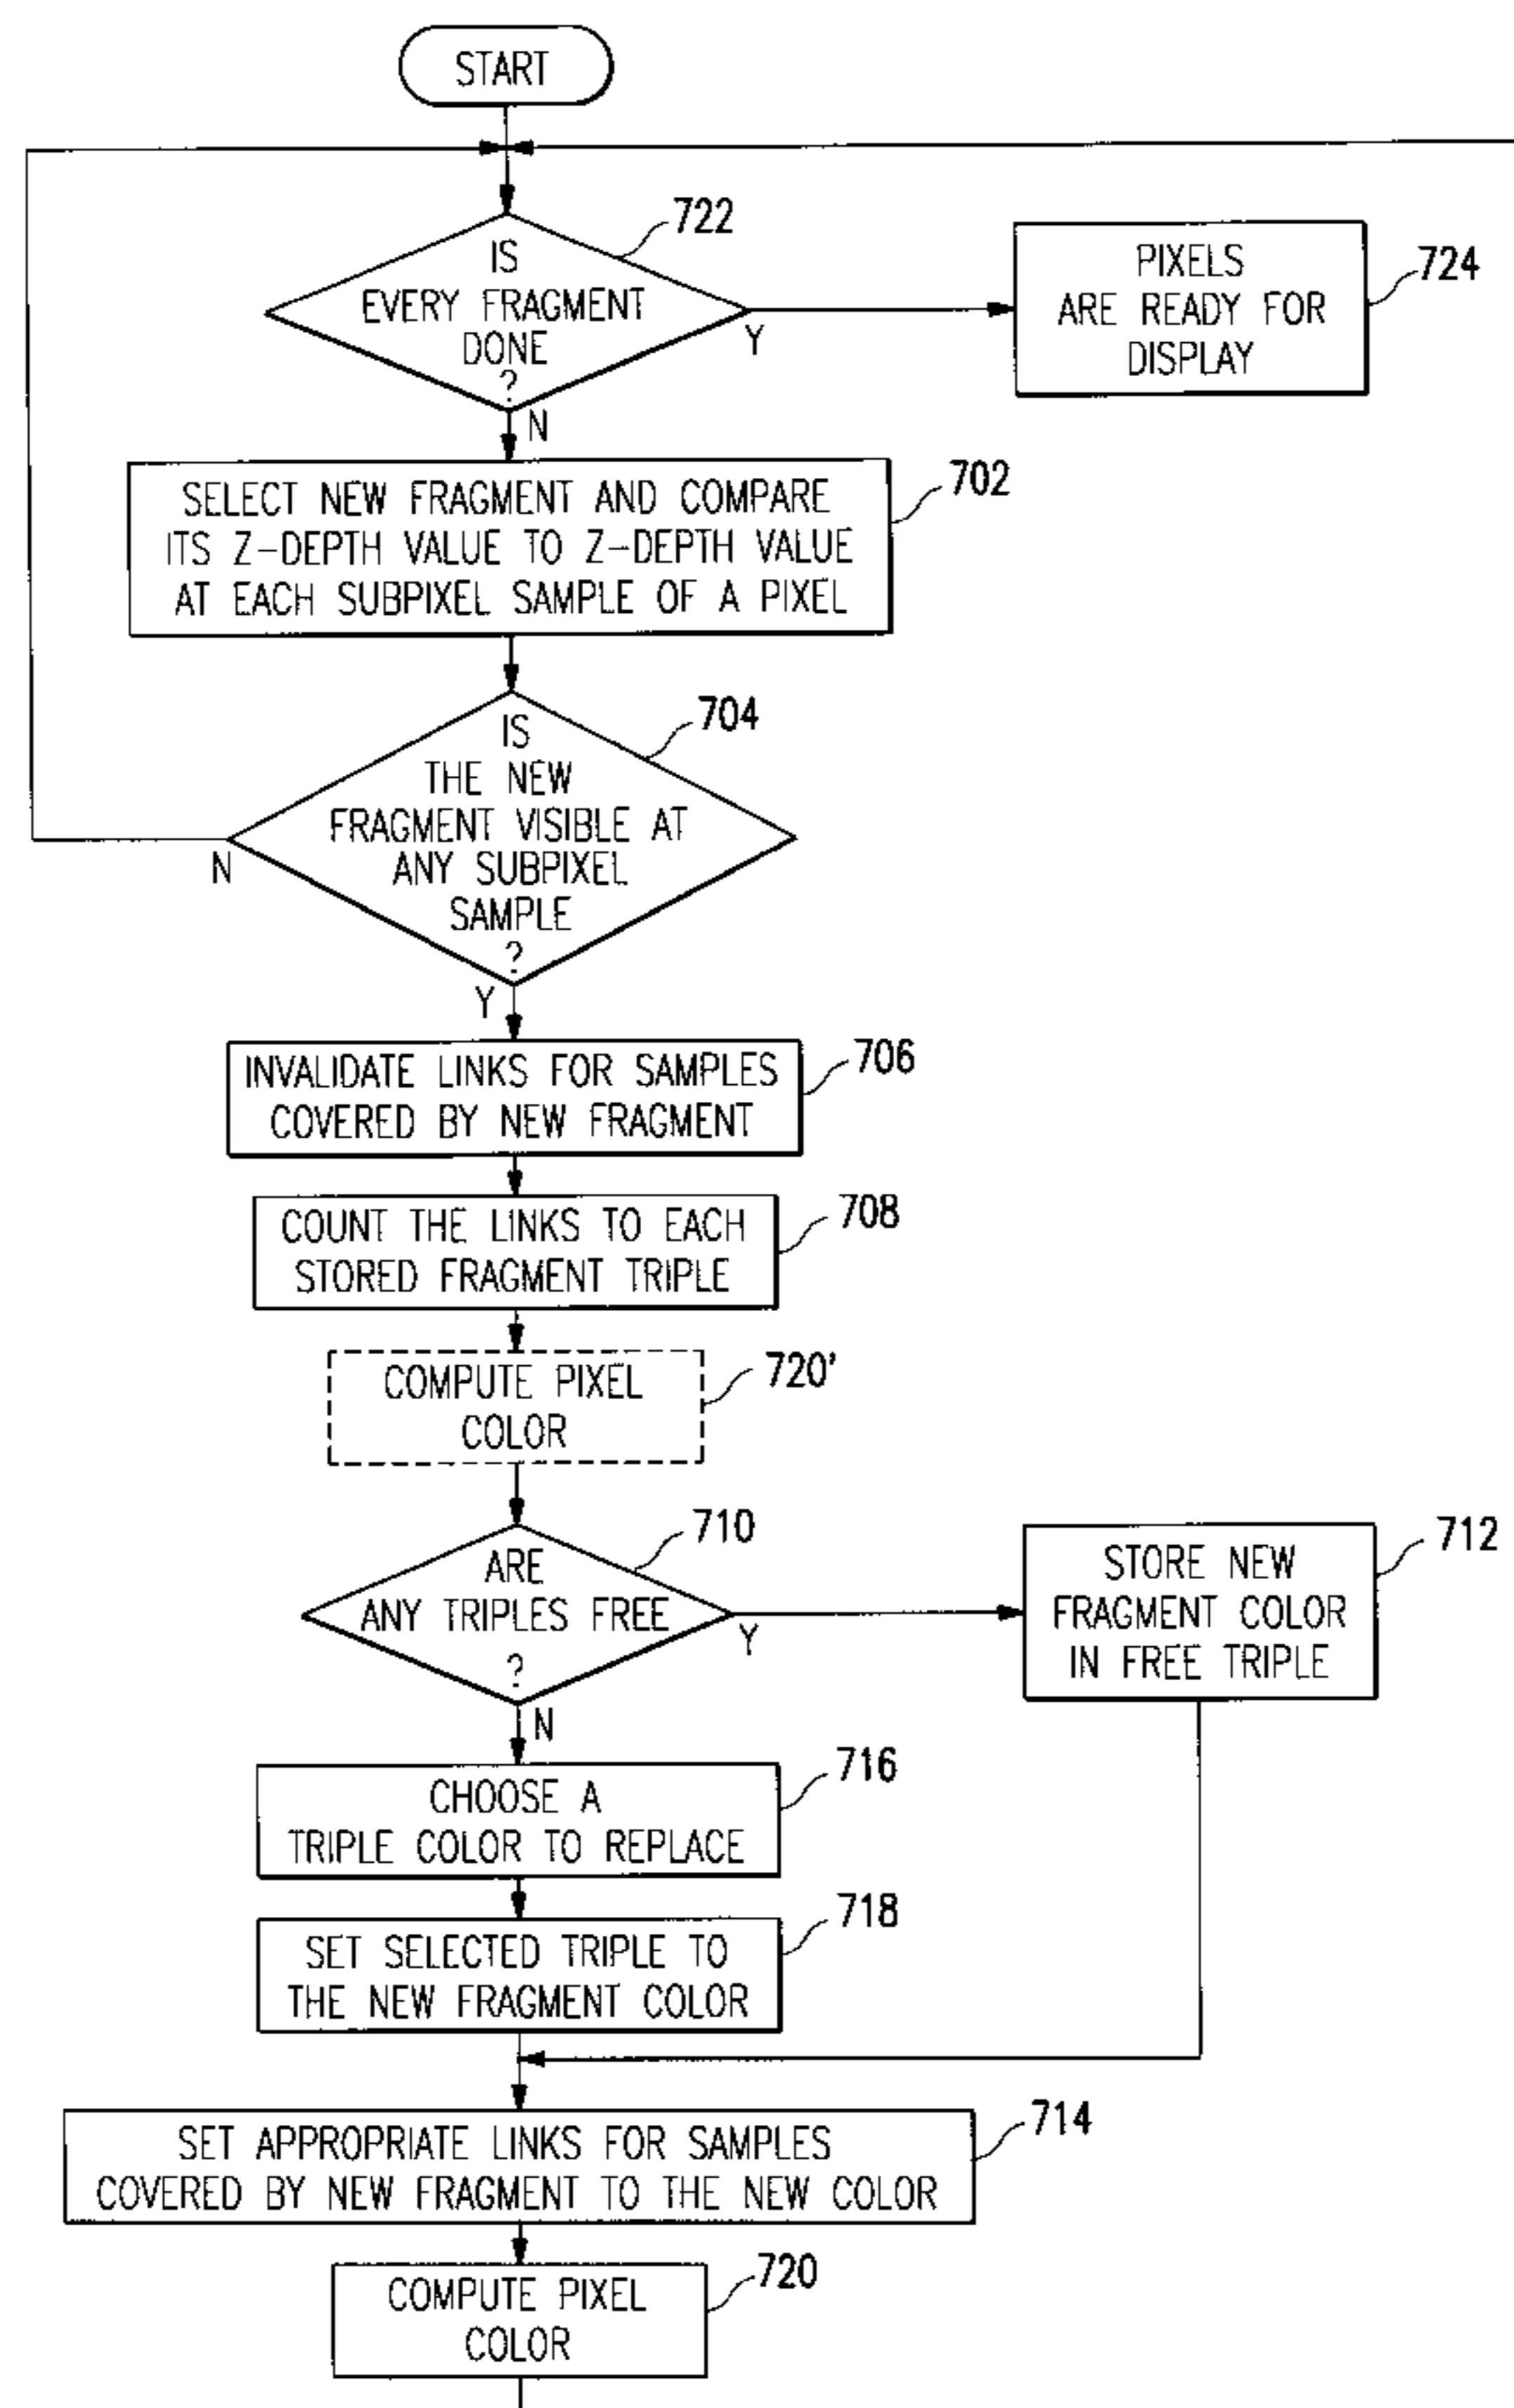 START
722
IS
EVERY FRAGMENT
DONE
?
Y
N
PIXELS
ARE READY FOR
DISPLAY
724
702
SELECT NEW FRAGMENT AND COMPARE
ITS Z-DEPTH VALUE TO Z-DEPTH VALUE
AT EACH SUBPIXEL SAMPLE OF A PIXEL
704
IS
THE NEW
FRAGMENT VISIBLE AT
ANY SUBPIXEL
SAMPLE
?
N
Y
706
INVALIDATE LINKS FOR SAMPLES
COVERED BY NEW FRAGMENT
708
COUNT THE LINKS TO EACH
STORED FRAGMENT TRIPLE
720'
COMPUTE PIXEL
COLOR
710
ARE
ANY TRIPLES FREE
?
Y
N
712
STORE NEW
FRAGMENT COLOR
IN FREE TRIPLE
716
CHOOSE A
TRIPLE COLOR TO REPLACE
718
SET SELECTED TRIPLE TO
THE NEW FRAGMENT COLOR
714
SET APPROPRIATE LINKS FOR SAMPLES
COVERED BY NEW FRAGMENT TO THE NEW COLOR
720
COMPUTE PIXEL
COLOR